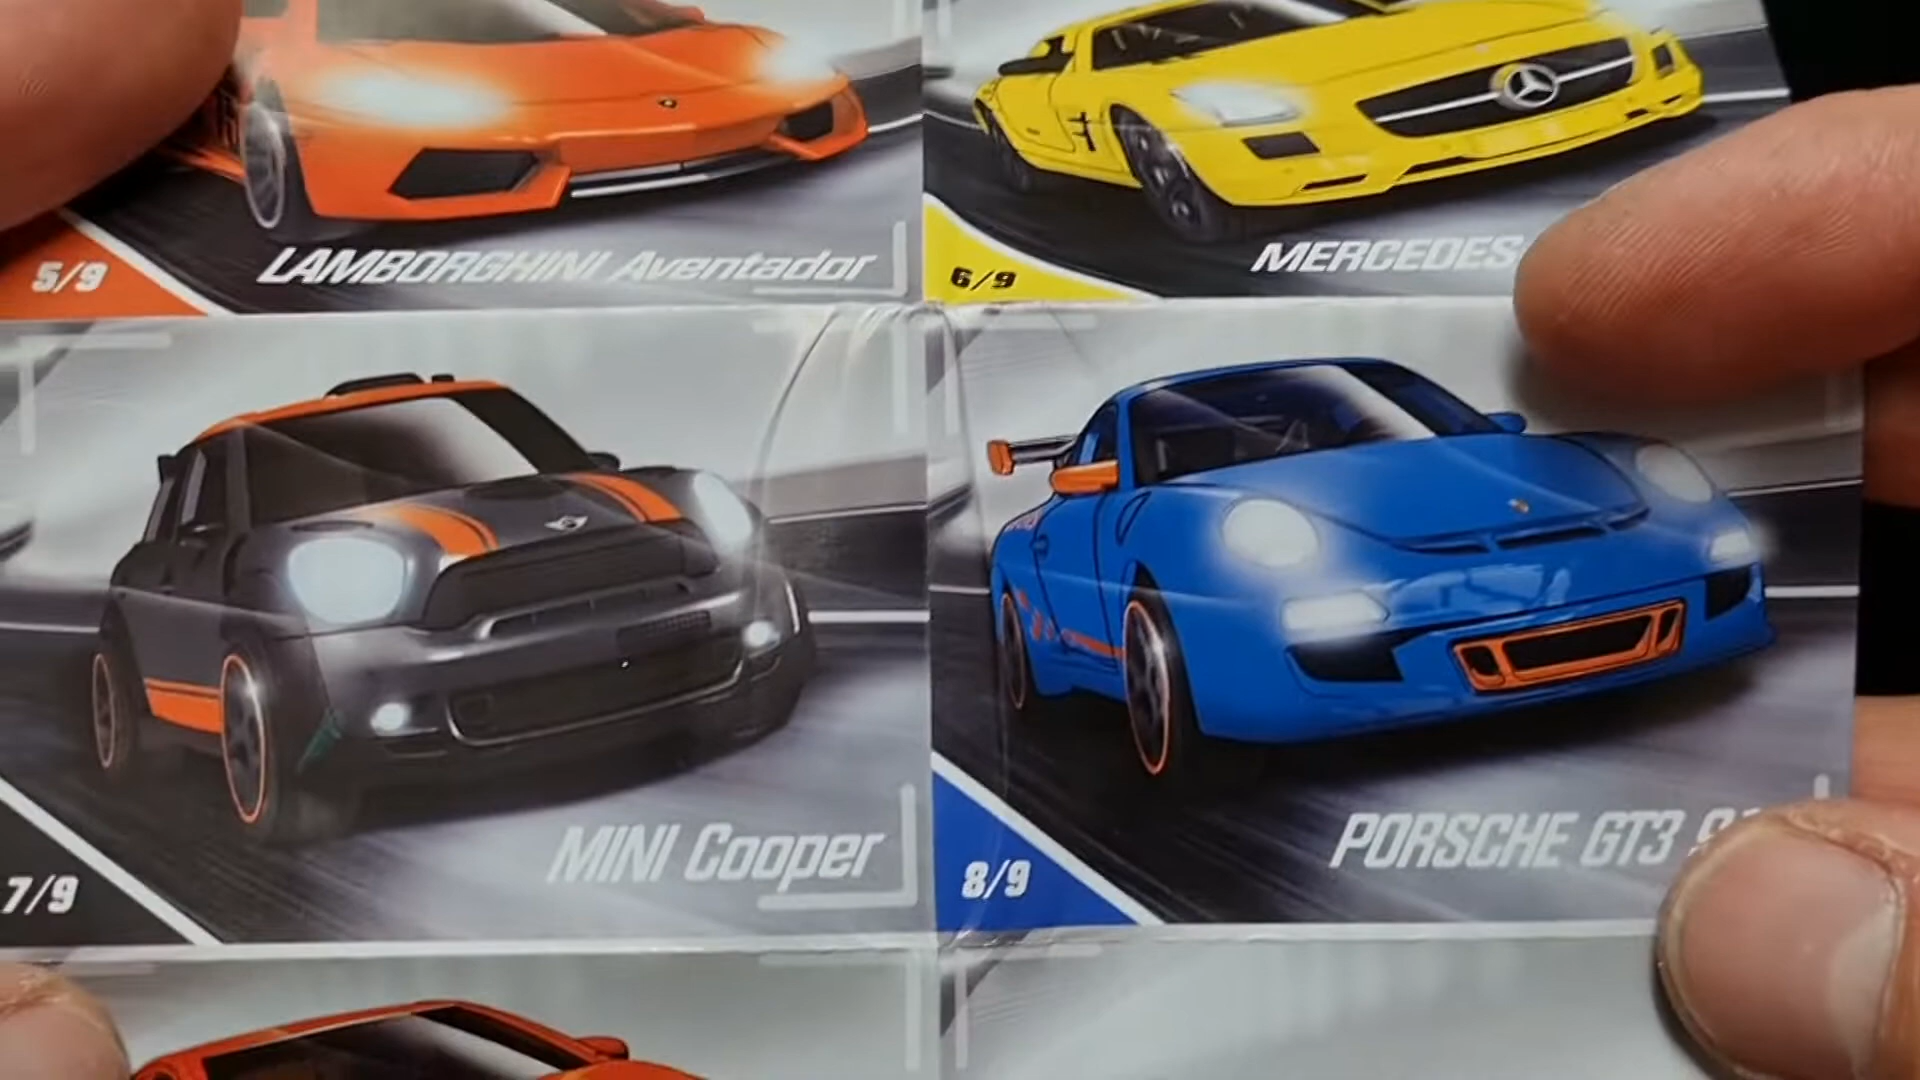 5/9
LAMBORGHINI Aventador
6/9
MERCEDES
7/9
MINI Cooper
8/9
PORSCHE GT3